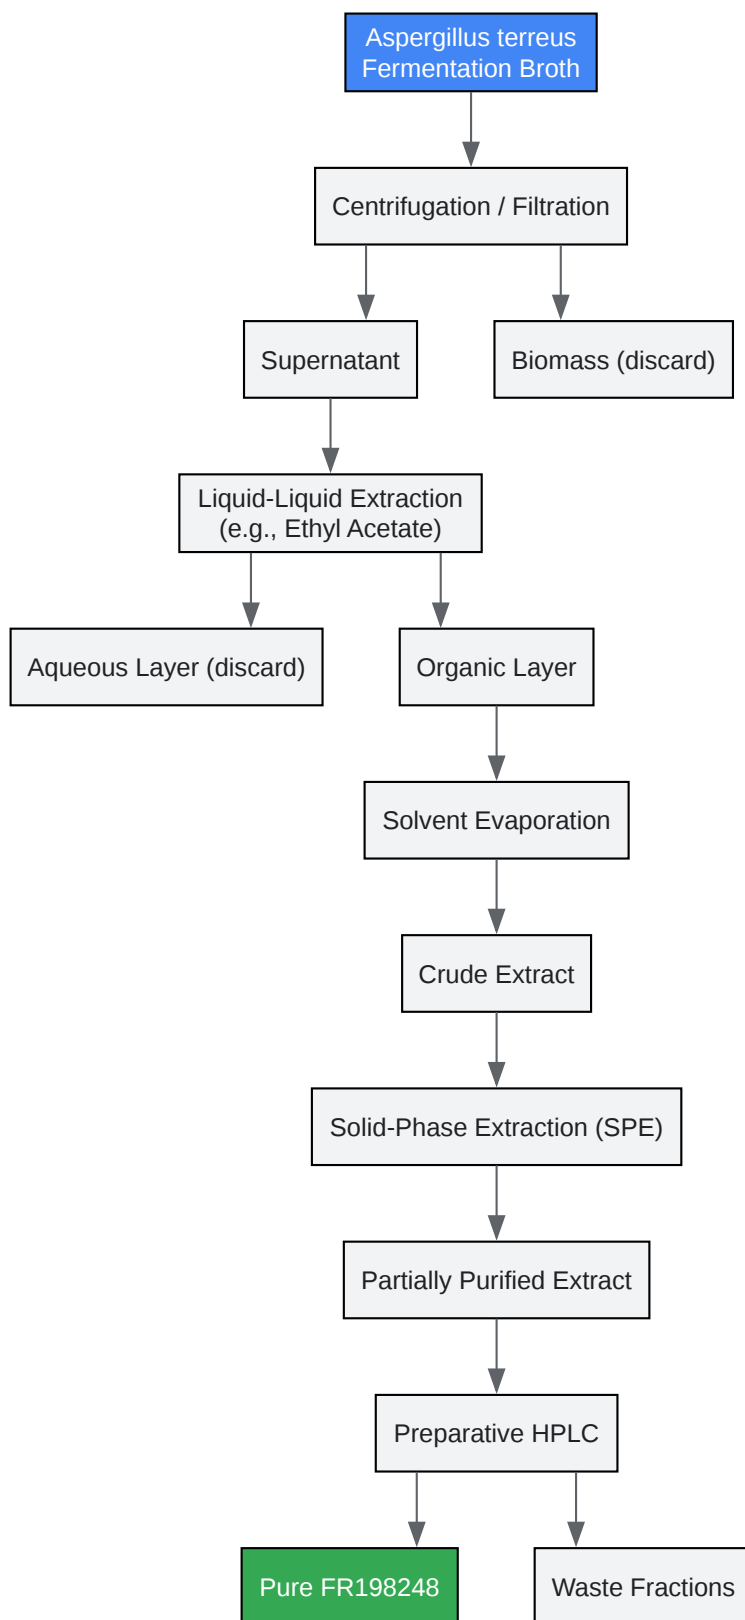 Aspergillus terreus
Fermentation Broth
Centrifugation / Filtration
Supernatant
Biomass (discard)
Liquid-Liquid Extraction
(e.g., Ethyl Acetate)
Aqueous Layer (discard)
Organic Layer
Solvent Evaporation
Crude Extract
Solid-Phase Extraction (SPE)
Partially Purified Extract
Preparative HPLC
Pure FR198248
Waste Fractions